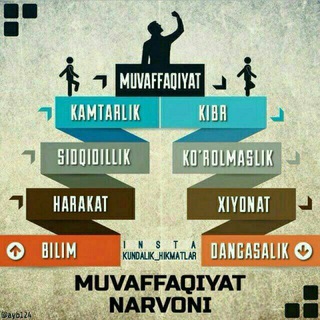 MUVAFFAQIYAT
KAMTARLIK KIBR
SIDQIDILLIK KO'ROLMASLIK
HARAKAT XIYONAT
BILIM INSTA DANGASALIK
KUNDALIK_HIKMATLAR
MUVAFFAQIYAT
NARVONI
@ayb124